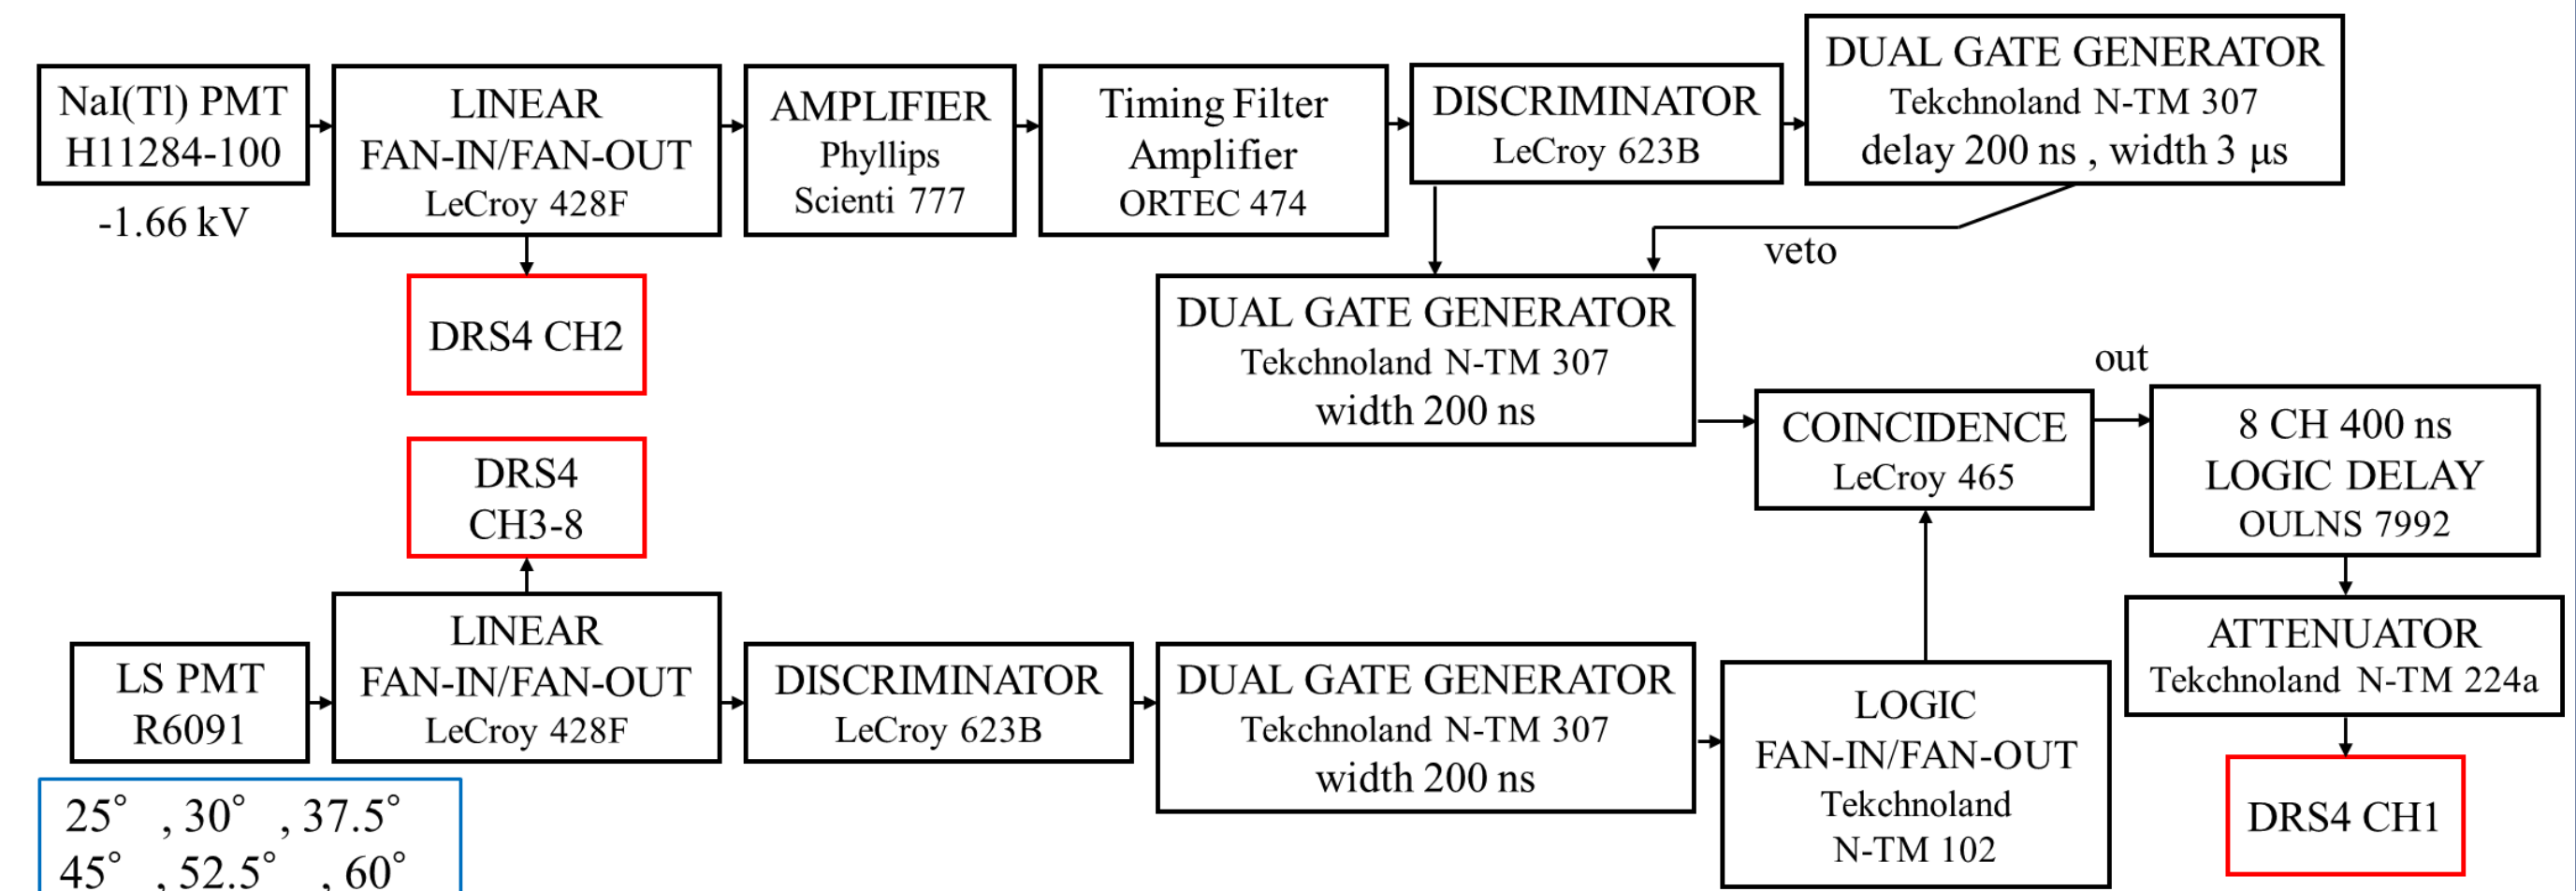 NaI(Tl) PMT
H11284-100
-1.66 kV
LINEAR
FAN-IN/FAN-OUT
LeCroy 428F
AMPLIFIER
Phyllips
Scienti 777
Timing Filter
Amplifier
ORTEC 474
DISCRIMINATOR
LeCroy 623B
DUAL GATE GENERATOR
Tekchnoland N-TM 307
delay 200 ns , width 3 μs
veto
DRS4 CH2
DUAL GATE GENERATOR
Tekchnoland N-TM 307
width 200 ns
COINCIDENCE
LeCroy 465
out
8 CH 400 ns
LOGIC DELAY
OULNS 7992
DRS4
CH3-8
LS PMT
R6091
LINEAR
FAN-IN/FAN-OUT
LeCroy 428F
DISCRIMINATOR
LeCroy 623B
DUAL GATE GENERATOR
Tekchnoland N-TM 307
width 200 ns
LOGIC
FAN-IN/FAN-OUT
Tekchnoland
N-TM 102
ATTENUATOR
Tekchnoland N-TM 224a
DRS4 CH1
25° , 30° , 37.5°
45° , 52.5° , 60°